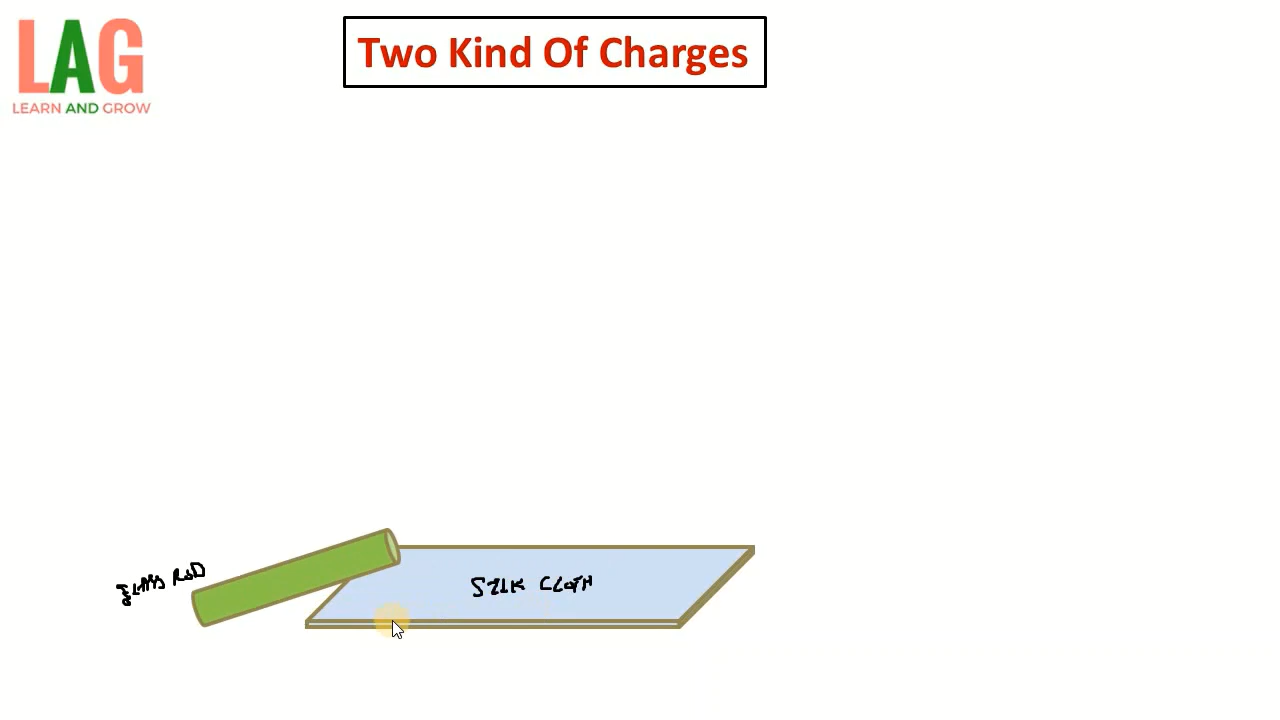 LAG
LEARN AND GROW
Two Kind Of Charges
GLASS ROD
SILK CLOTH